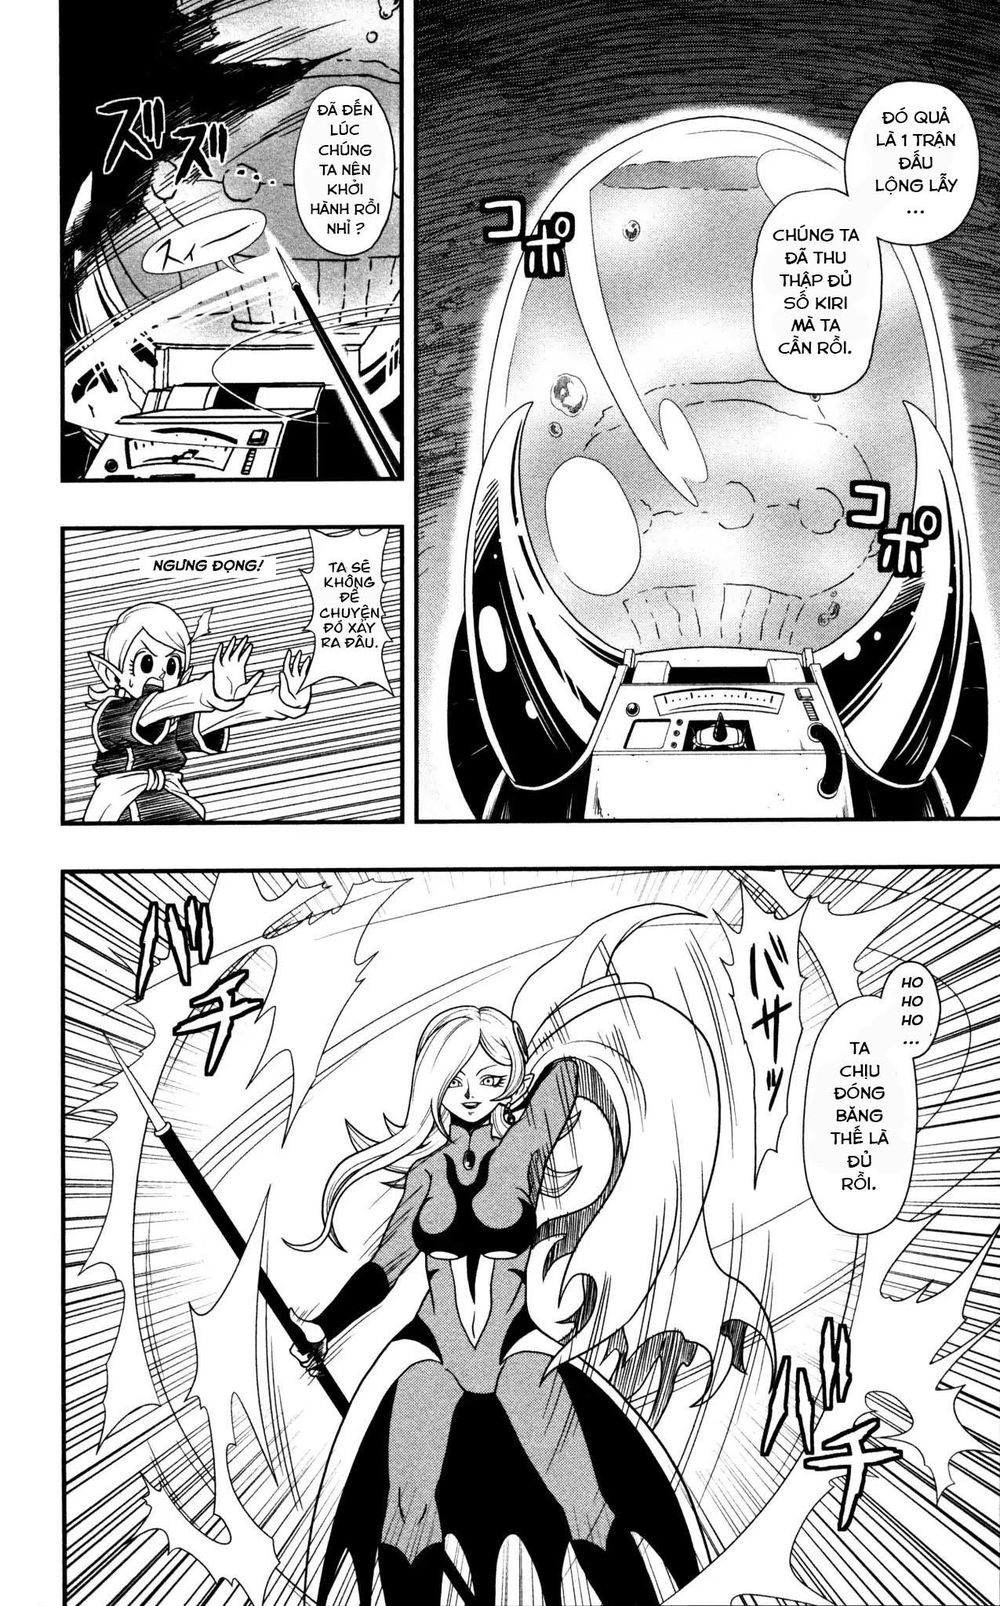 ĐÓ QUẢ
LÀ 1 TRẬN
ĐẤU
LỘNG LẪY
...
CHÚNG TA
ĐÃ THU
THẬP ĐỦ
SỐ KIRI
MÀ TA
CẦN RỒI.
コポ
コポ
ĐÃ ĐẾN
LÚC CHÚNG
TA NÊN
KHỞI
HÀNH RỒI
NHỈ ?
ズズ
スィー
TA SẼ
KHÔNG
ĐỂ
CHUYỆN
ĐÓ XẢY
RA ĐÂU.
NGƯNG ĐỌNG!
HO
HO
HO
...
TA
CHỊU
ĐÓNG
BĂNG
THẾ LÀ
ĐỦ
RỒI.
バサッ
バチ
バチ